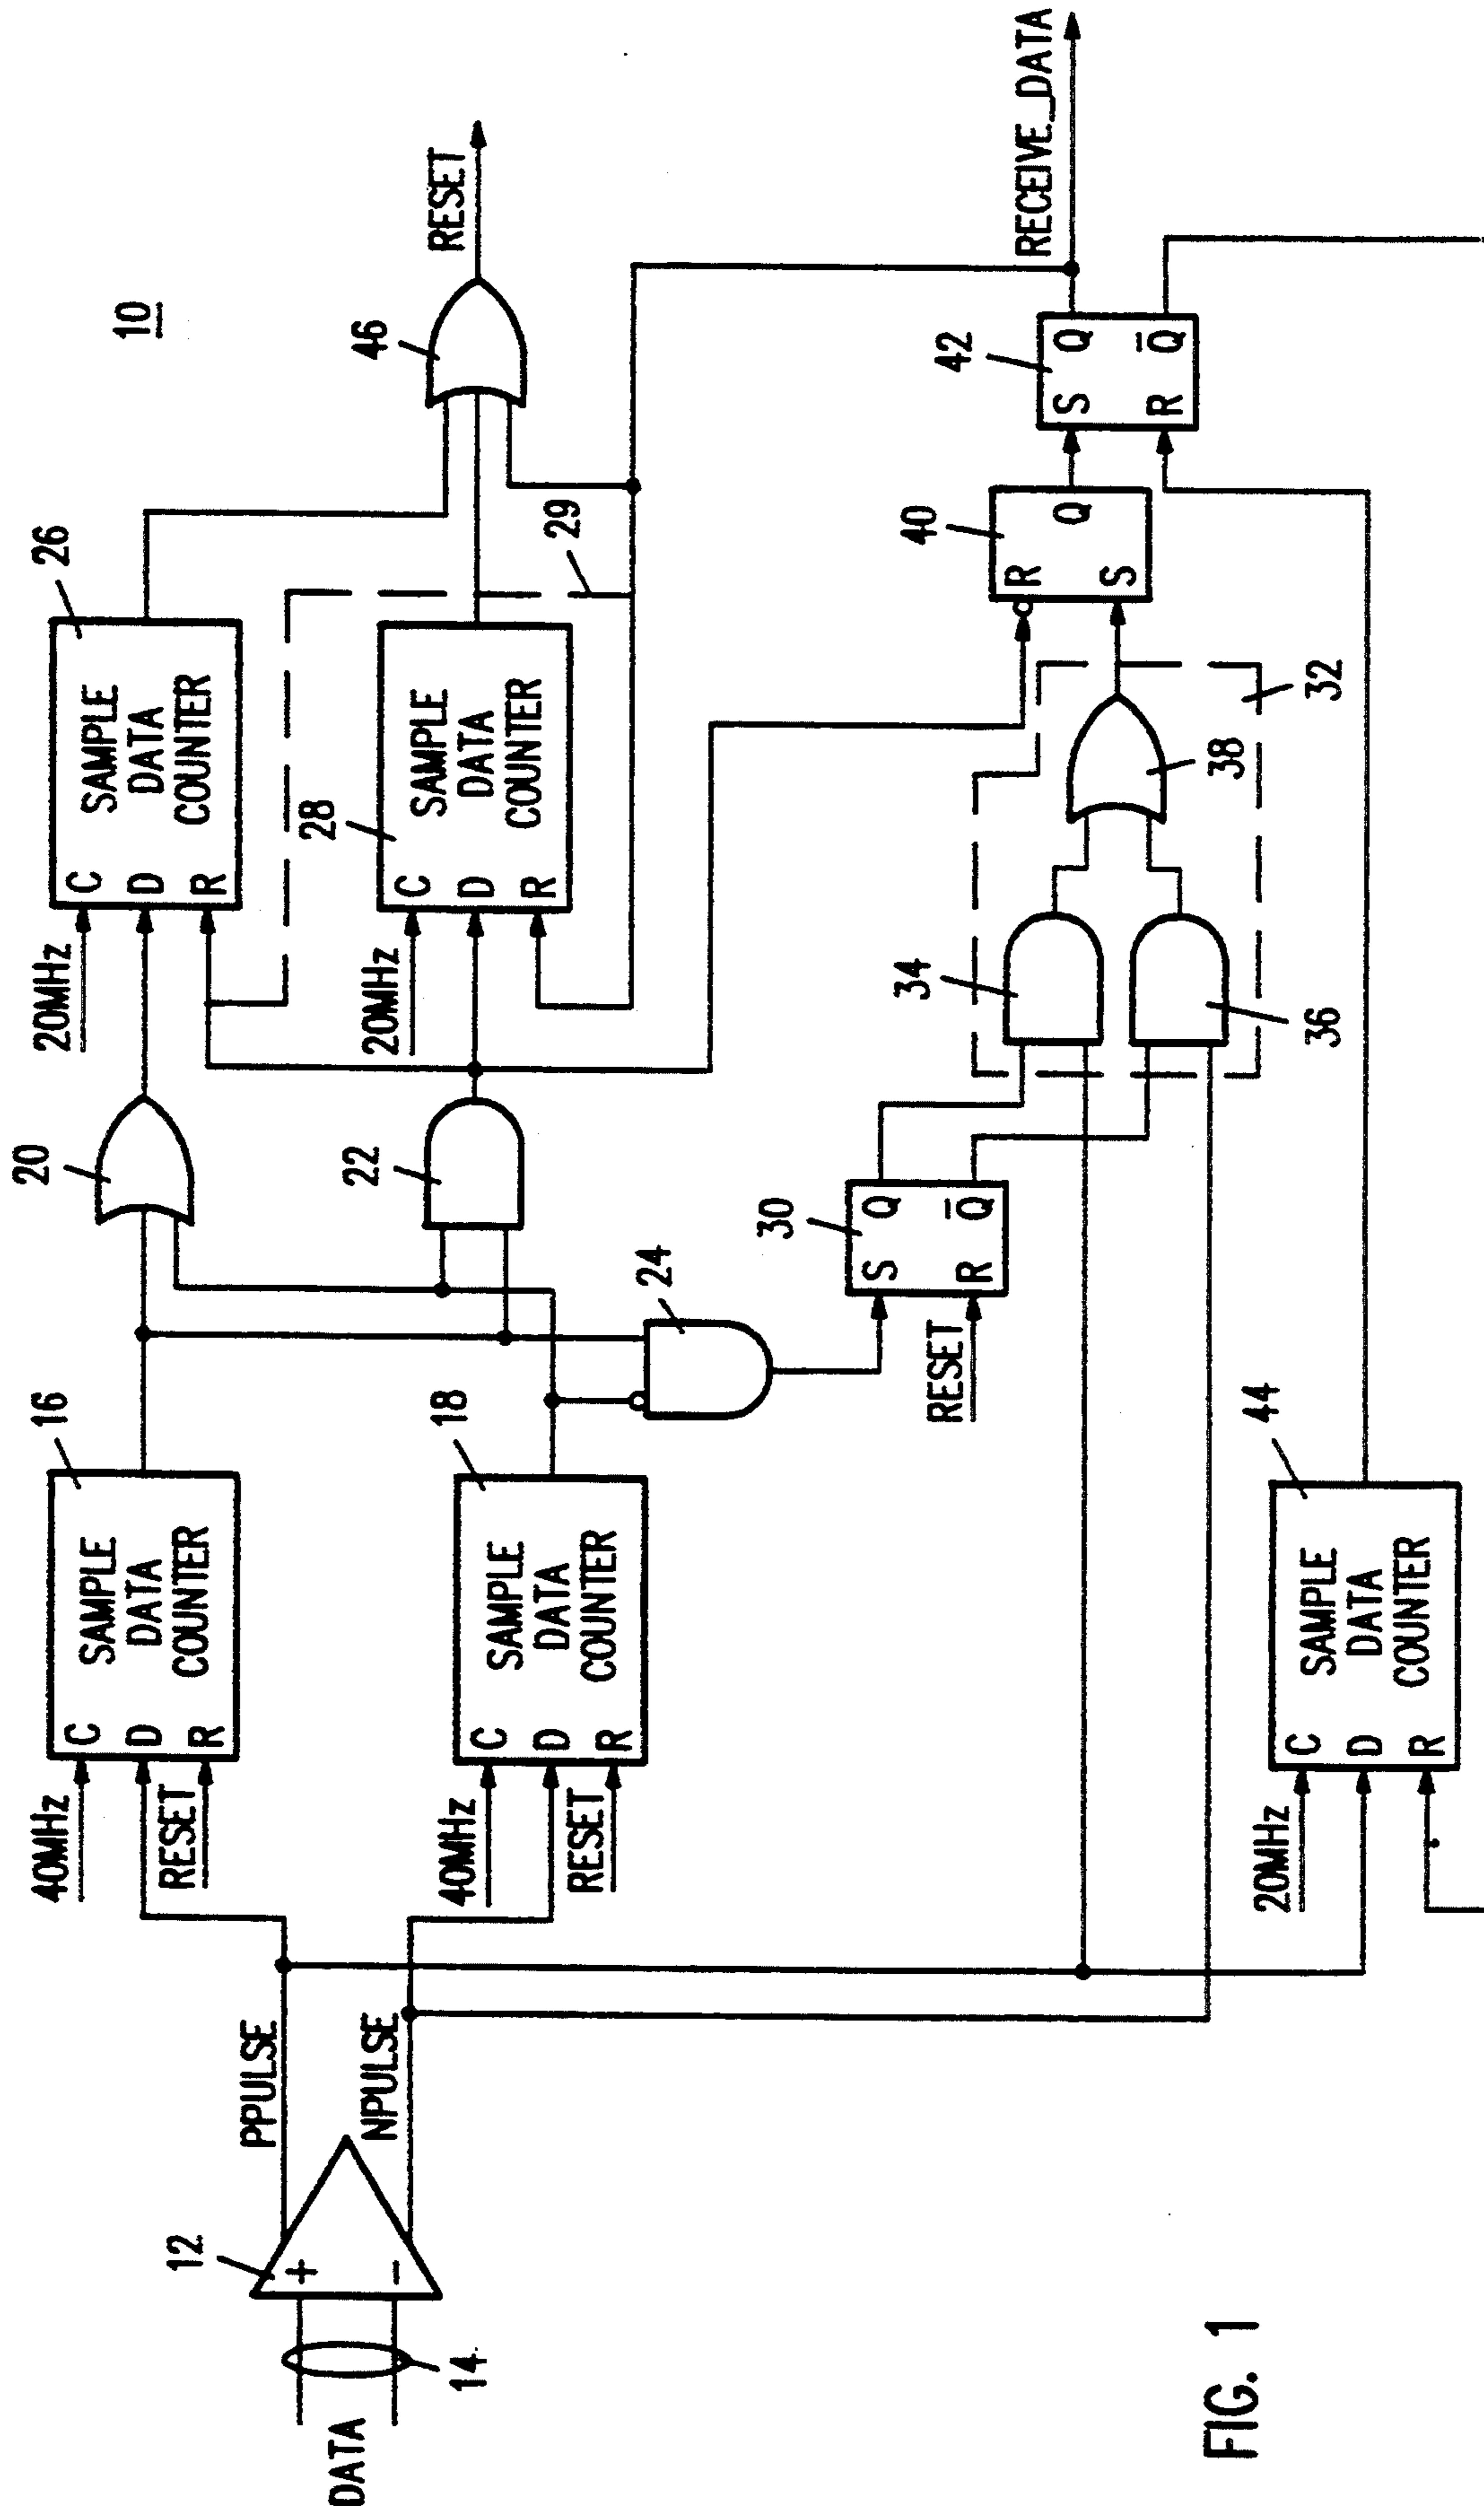 10
DATA
14
12
+
-
PPULSE
NPULSE
40MHz
RESET
C
D
R
SAMPLE
DATA
COUNTER
16
40MHz
RESET
C
D
R
SAMPLE
DATA
COUNTER
18
20
22
24
20MHz
C
D
R
SAMPLE
DATA
COUNTER
26
20MHz
C
D
R
SAMPLE
DATA
COUNTER
28
29
46
RESET
RESET
S
R
Q
Q̅
30
34
36
38
32
R
S
Q
40
S
R
Q
Q̅
42
RECEIVE_DATA
20MHz
C
D
R
SAMPLE
DATA
COUNTER
44
FIG. 1